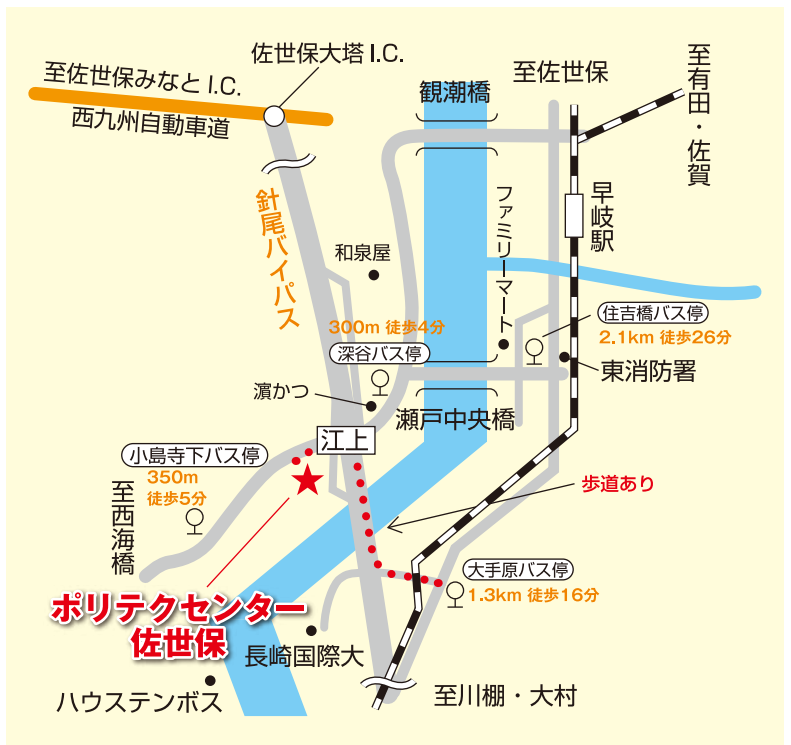 佐世保大塔 I.C.
至佐世保みなと I.C.
西九州自動車道
観潮橋
至佐世保
至有田・佐賀
針尾バイパス
和泉屋
ファミリーマート
早岐駅
300m 徒歩4分
深谷バス停
住吉橋バス停
2.1km 徒歩26分
東消防署
濵かつ
瀬戸中央橋
江上
小島寺下バス停
350m
徒歩5分
至西海橋
歩道あり
大手原バス停
1.3km 徒歩16分
ポリテクセンター
佐世保
長崎国際大
ハウステンボス
至川棚・大村